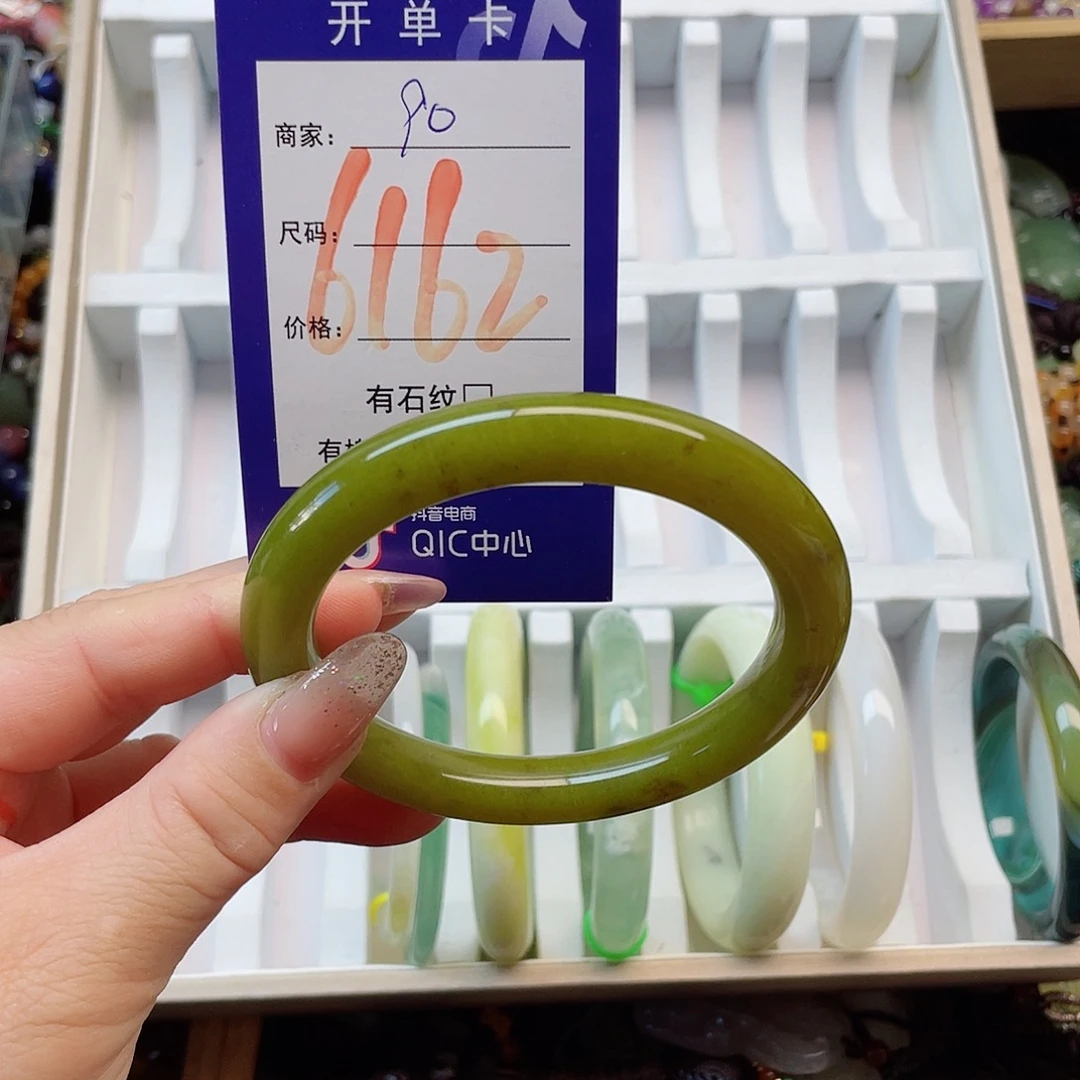 开单卡
商家： 90
尺码：
6162
价格：
有石纹□
有
抖音电商
QIC中心